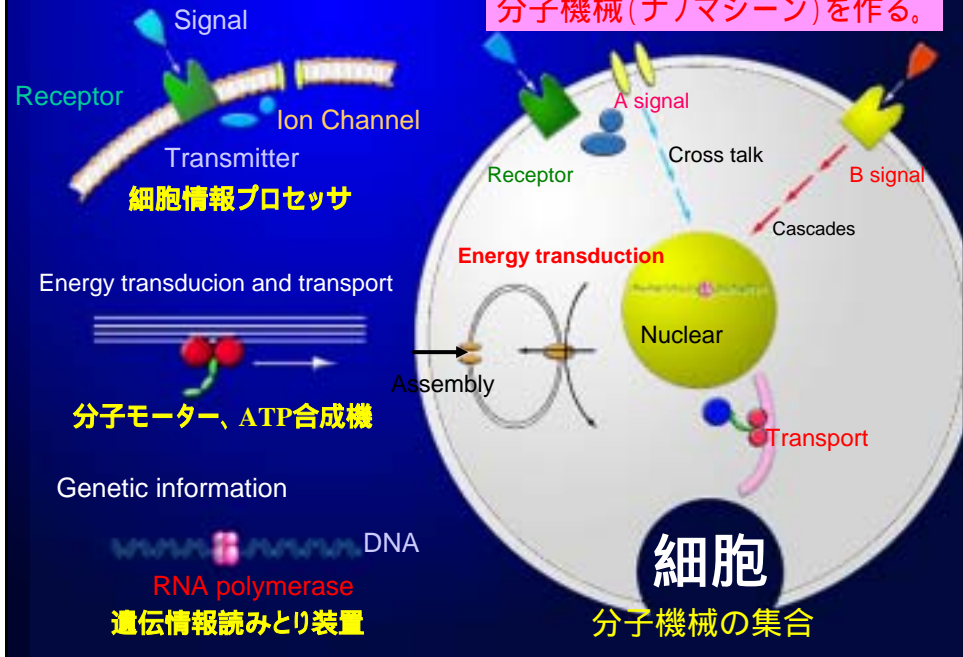 分子機械(ナノマシーン)を作る。
Signal
Receptor
Ion Channel
Transmitter
細胞情報プロセッサ
Energy transducion and transport
分子モーター、ATP合成機
Genetic information
DNA
RNA polymerase
遺伝情報読みとり装置
A signal
Cross talk
Receptor
B signal
Cascades
Energy transduction
Nuclear
Assembly
Transport
細胞
分子機械の集合